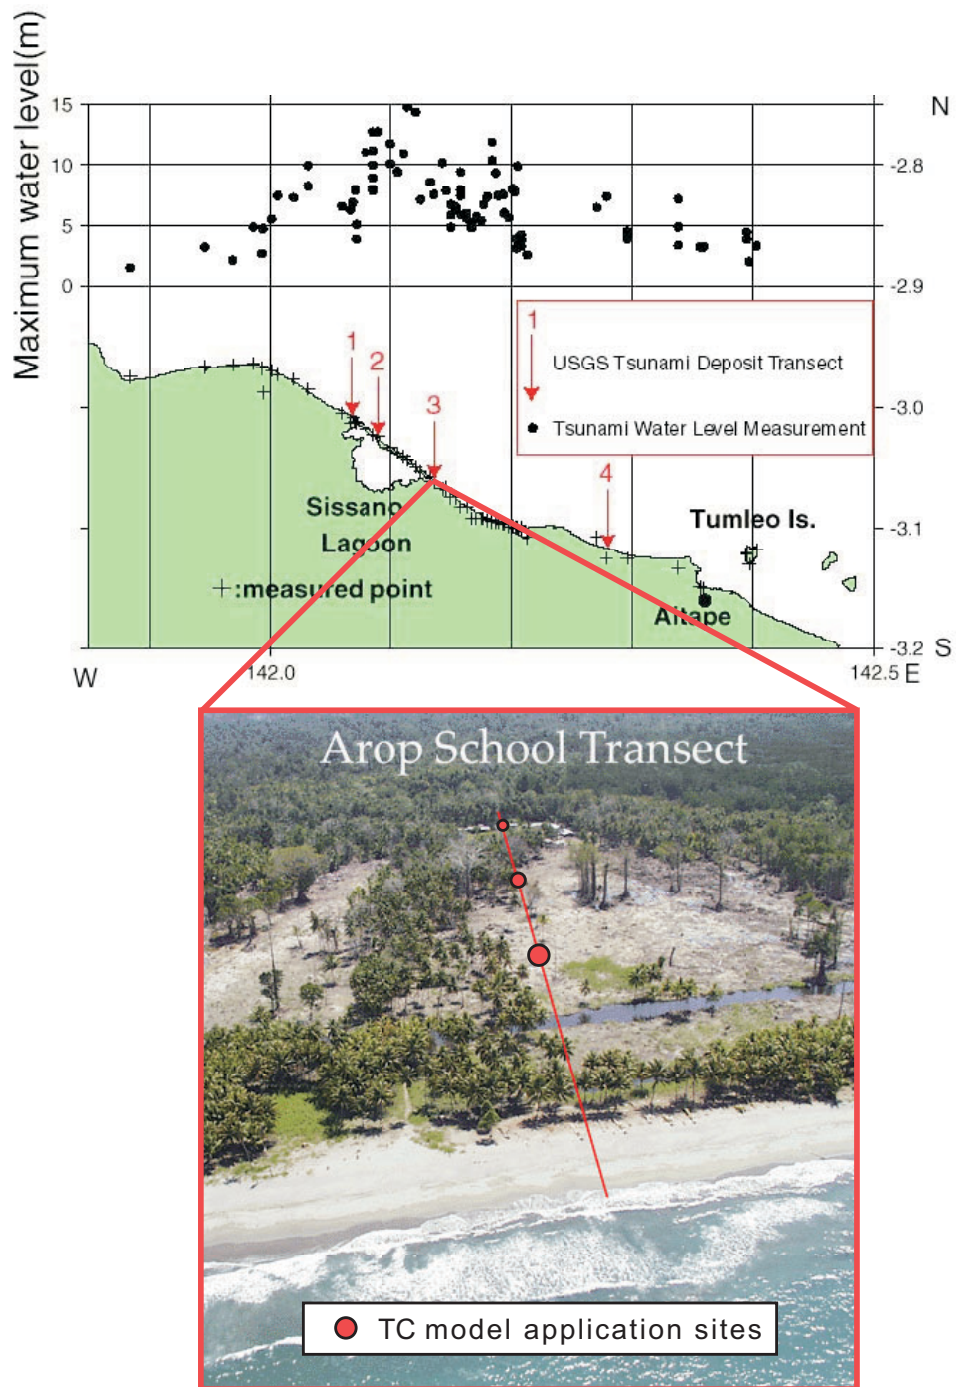 Maximum water level(m)
15
10
5
0
N
-2.8
-2.9
-3.0
-3.1
-3.2 S
1
USGS Tsunami Deposit Transect
Tsunami Water Level Measurement
1
2
3
4
Sissano
Lagoon
Tumleo Is.
+:measured point
Aitape
W
142.0
142.5 E
Arop School Transect
TC model application sites